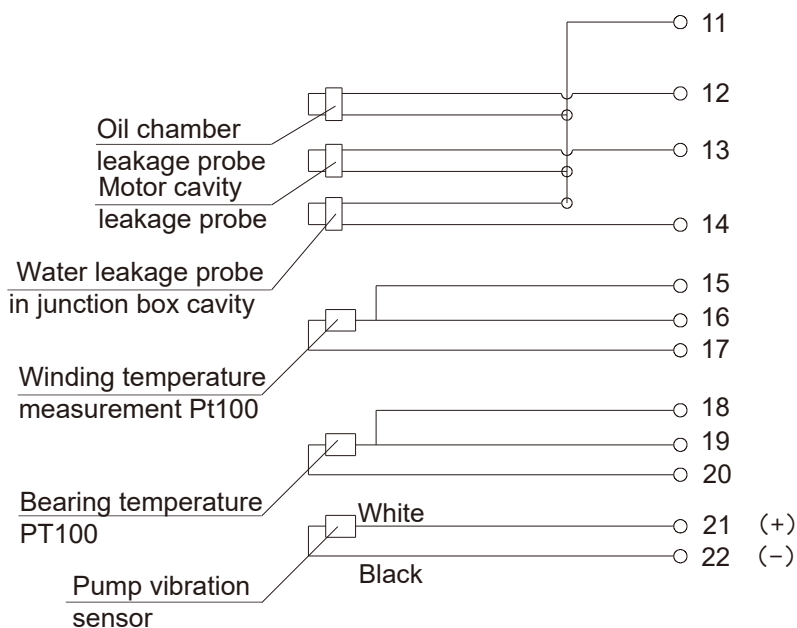 11
12
Oil chamber
leakage probe
13
Motor cavity
leakage probe
14
Water leakage probe
in junction box cavity
15
16
17
Winding temperature
measurement Pt100
18
19
20
Bearing temperature
PT100
White
21 (+)
22 (−)
Black
Pump vibration
sensor